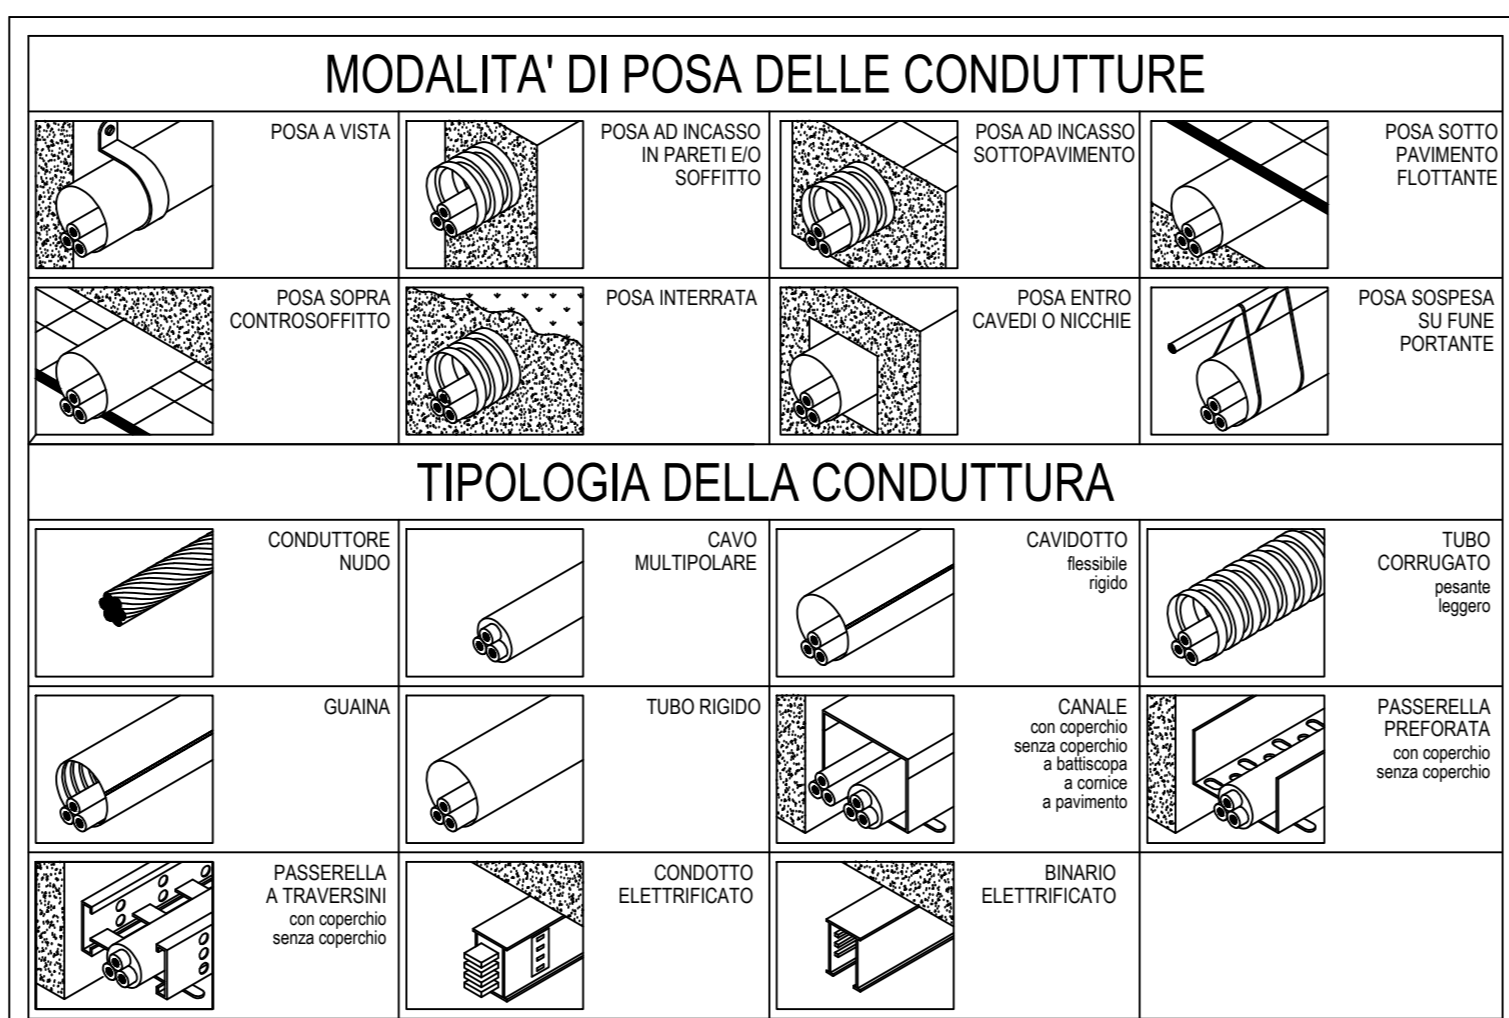 MODALITA' DI POSA DELLE CONDUTTURE
POSA A VISTA
POSA AD INCASSO
IN PARETI E/O
SOFFITTO
POSA AD INCASSO
SOTTOPAVIMENTO
POSA SOTTO
PAVIMENTO
FLOTTANTE
POSA SOPRA
CONTROSOFFITTO
POSA INTERRATA
POSA ENTRO
CAVEDI O NICCHIE
POSA SOSPESA
SU FUNE
PORTANTE
TIPOLOGIA DELLA CONDUTTURA
CONDUTTORE
NUDO
CAVO
MULTIPOLARE
CAVIDOTTO
flessibile
rigido
TUBO
CORRUGATO
pesante
leggero
GUAINA
TUBO RIGIDO
CANALE
con coperchio
senza coperchio
a battiscopa
a cornice
a pavimento
PASSERELLA
PREFORATA
con coperchio
senza coperchio
PASSERELLA
A TRAVERSINI
con coperchio
senza coperchio
CONDOTTO
ELETTRIFICATO
BINARIO
ELETTRIFICATO